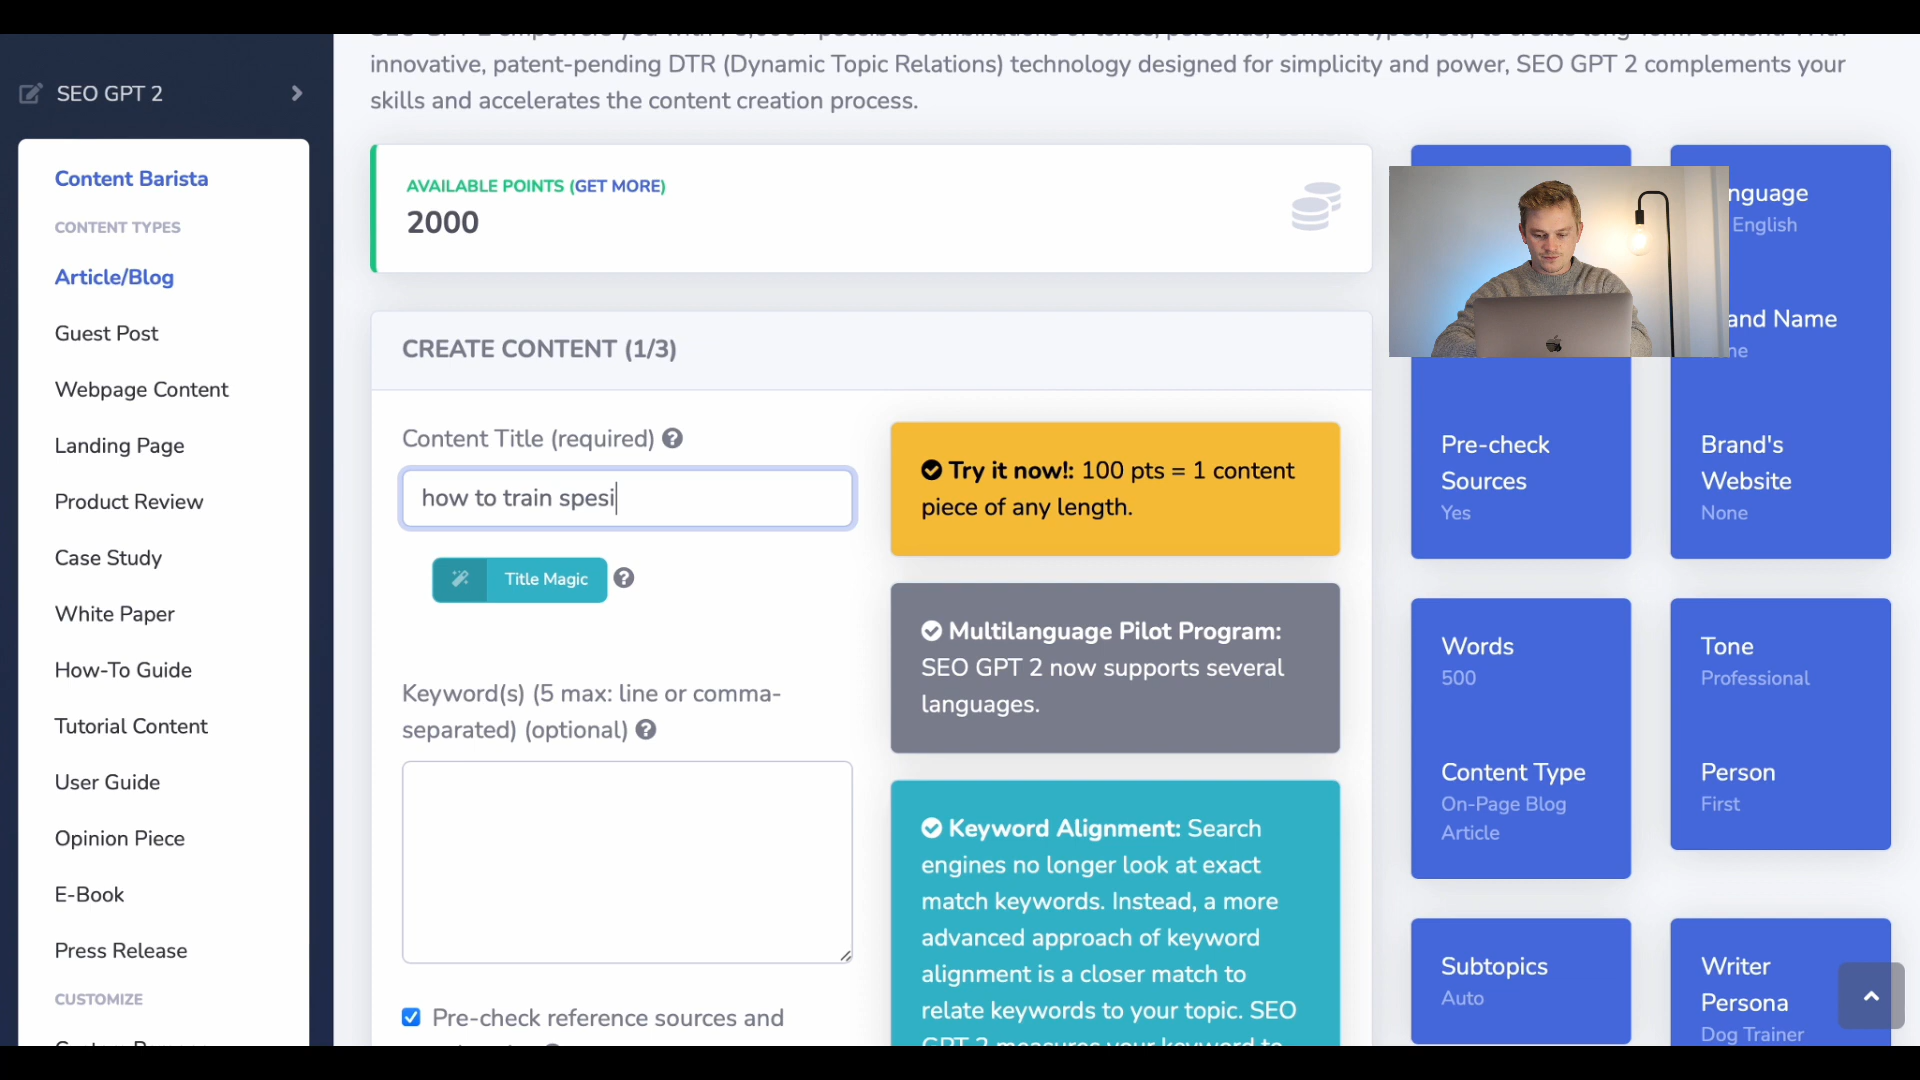 SEO GPT 2
Content Barista
CONTENT TYPES
Article/Blog
Guest Post
Webpage Content
Landing Page
Product Review
Case Study
White Paper
How-To Guide
Tutorial Content
User Guide
Opinion Piece
E-Book
Press Release
CUSTOMIZE
innovative, patent-pending DTR (Dynamic Topic Relations) technology designed for simplicity and power, SEO GPT 2 complements your
skills and accelerates the content creation process.
AVAILABLE POINTS (GET MORE)
2000
CREATE CONTENT (1/3)
Content Title (required)
how to train spesi
Title Magic
Keyword(s) (5 max: line or comma-
separated) (optional)
Pre-check reference sources and
Try it now!: 100 pts = 1 content
piece of any length.
Multilanguage Pilot Program:
SEO GPT 2 now supports several
languages.
Keyword Alignment: Search
engines no longer look at exact
match keywords. Instead, a more
advanced approach of keyword
alignment is a closer match to
relate keywords to your topic. SEO
GPT 2 measures your keyword to
nguage
English
and Name
ne
Pre-check
Sources
Yes
Brand's
Website
None
Words
500
Content Type
On-Page Blog
Article
Tone
Professional
Person
First
Subtopics
Auto
Writer
Persona
Dog Trainer